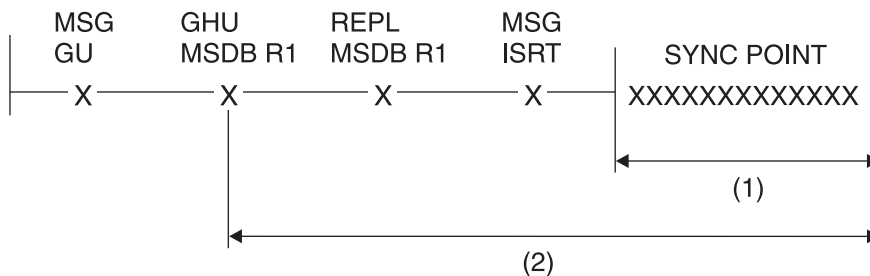 MSG GHU REPL MSG
GU MSDB R1 MSDB R1 ISRT SYNC POINT
X X X X XXXXXXXXXXXXX
(1)
(2)